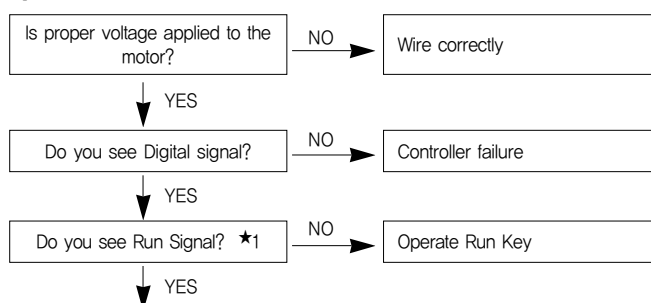 Is proper voltage applied to the
motor?
NO
Wire correctly
YES
Do you see Digital signal?
NO
Controller failure
YES
Do you see Run Signal? ★1
NO
Operate Run Key
YES